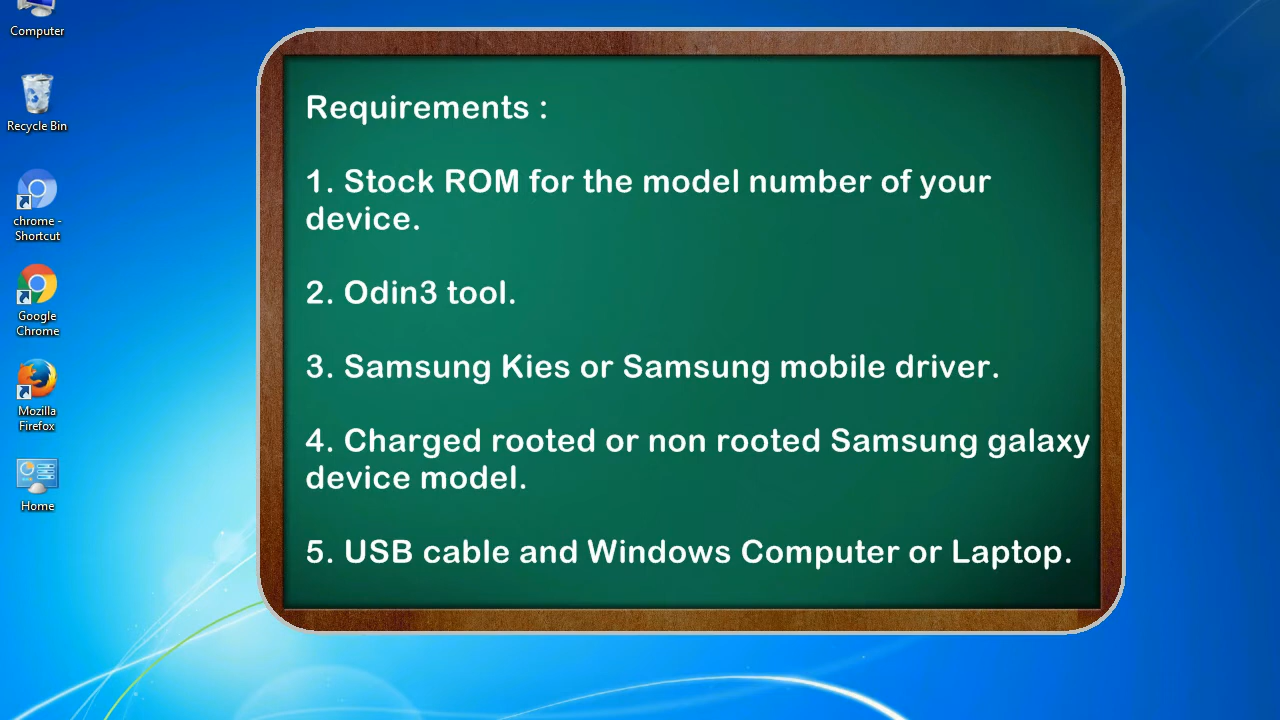 Computer
Recycle Bin
chrome -
Shortcut
Google
Chrome
Mozilla
Firefox
Home
Requirements :
1. Stock ROM for the model number of your
device.
2. Odin3 tool.
3. Samsung Kies or Samsung mobile driver.
4. Charged rooted or non rooted Samsung galaxy
device model.
5. USB cable and Windows Computer or Laptop.